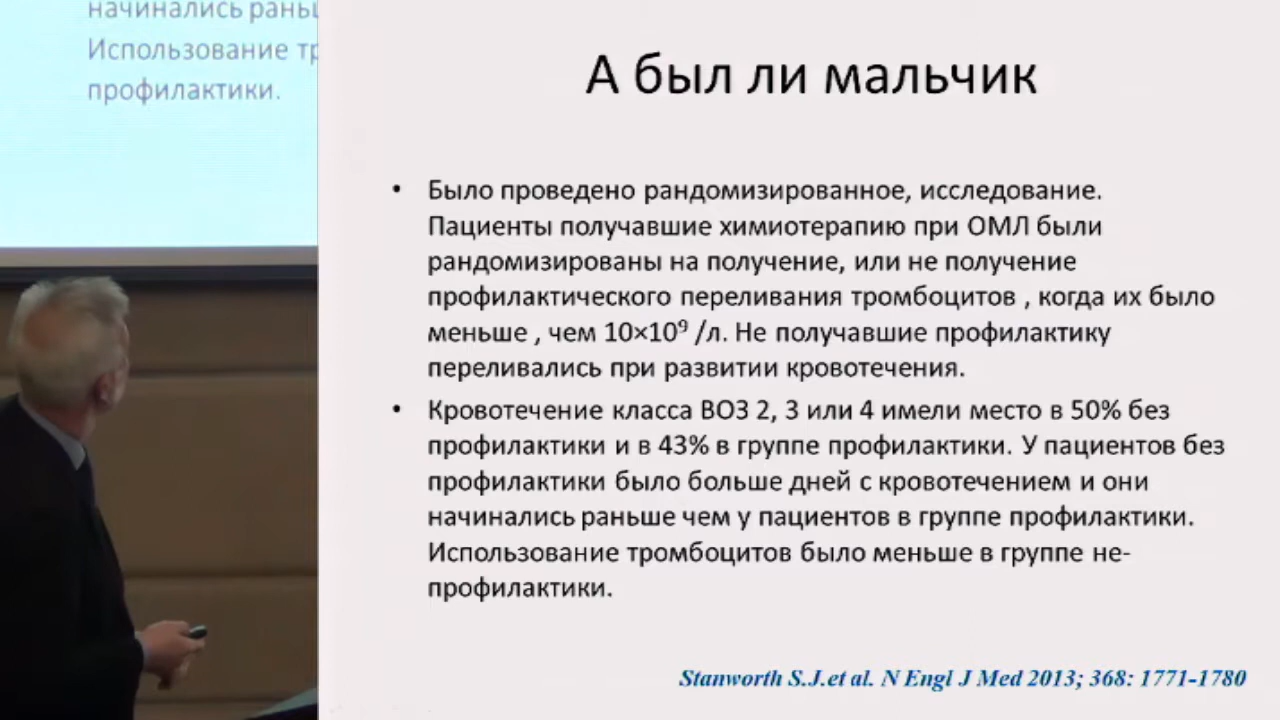 начинались рань
Использование тр
профилактики.
А был ли мальчик
• Было проведено рандомизированное, исследование.
Пациенты получавшие химиотерапию при ОМЛ были
рандомизированы на получение, или не получение
профилактического переливания тромбоцитов , когда их было
меньше , чем 10×10⁹ /л. Не получавшие профилактику
переливались при развитии кровотечения.
• Кровотечение класса ВОЗ 2, 3 или 4 имели место в 50% без
профилактики и в 43% в группе профилактики. У пациентов без
профилактики было больше дней с кровотечением и они
начинались раньше чем у пациентов в группе профилактики.
Использование тромбоцитов было меньше в группе не-
профилактики.
Stanworth S.J.et al. N Engl J Med 2013; 368: 1771-1780